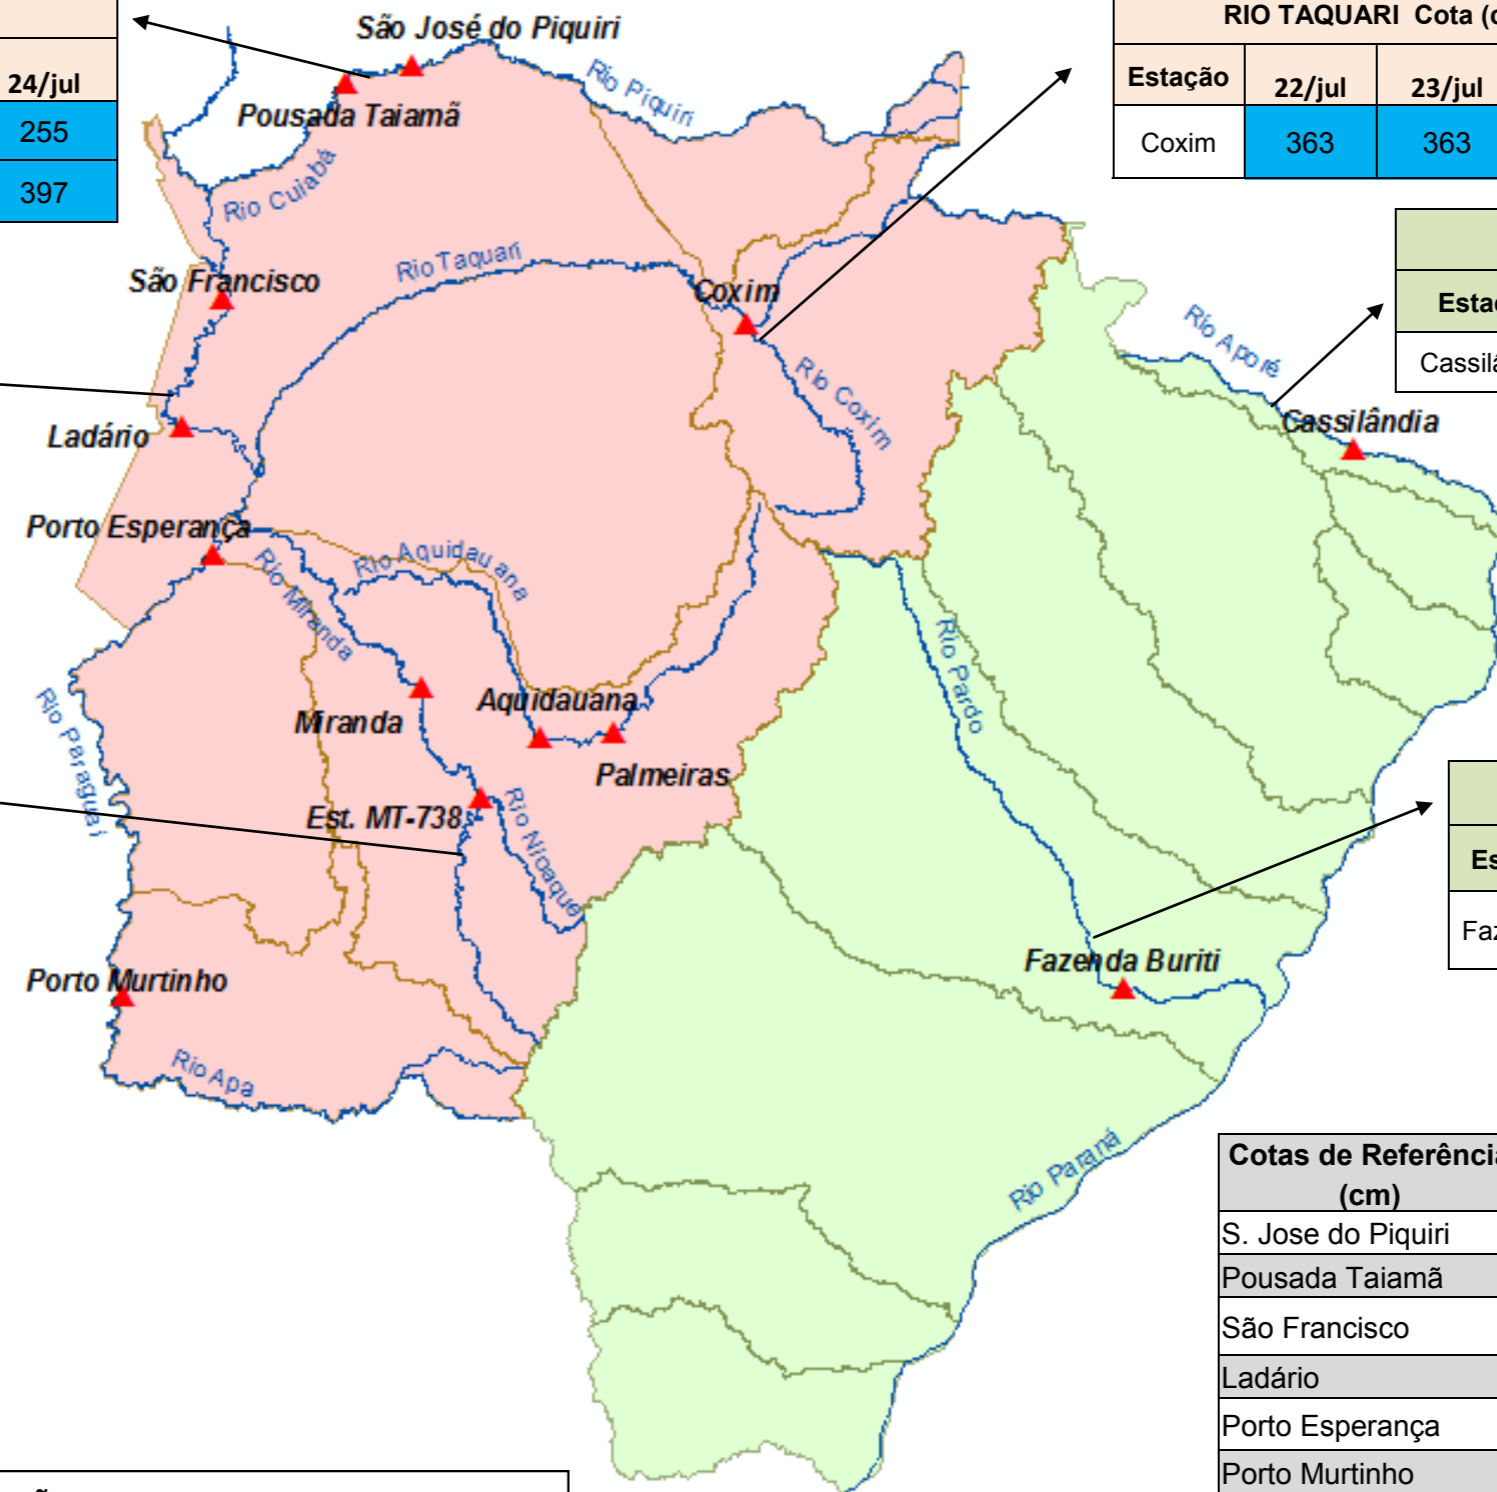 São José do Piquiri
RIO TAQUARI Cota (c
24/jul
Estação 22/jul 23/jul
Rio Piquiri
Pousada Taiamã
255
Coxim 363 363
397
Rio Cuiabá
Rio Taquari
São Francisco
Coxim
Esta
Rio Aporé
Cassilâ
Rio Coxim
Cassilândia
Ladário
Porto Esperança
Rio Aquidauana
Rio Miranda
Rio Pardo
Rio Paraguai
Aquidauana
Miranda
Palmeiras
Est. MT-738
Rio Nioaque
Es
Faz
Fazenda Buriti
Porto Murtinho
Rio Apa
Rio Paraná
Cotas de Referência
(cm)
S. Jose do Piquiri
Pousada Taiamã
São Francisco
Ladário
Porto Esperança
Porto Murtinho